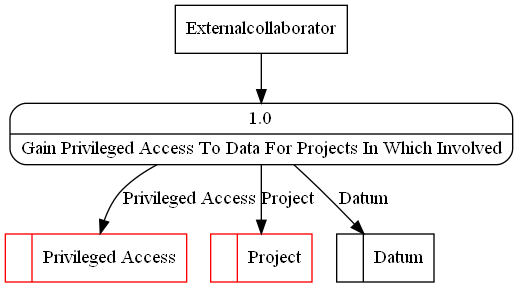 Externalcollaborator
1.0
Gain Privileged Access To Data For Projects In Which Involved
Privileged Access Project Datum
Privileged Access Project Datum